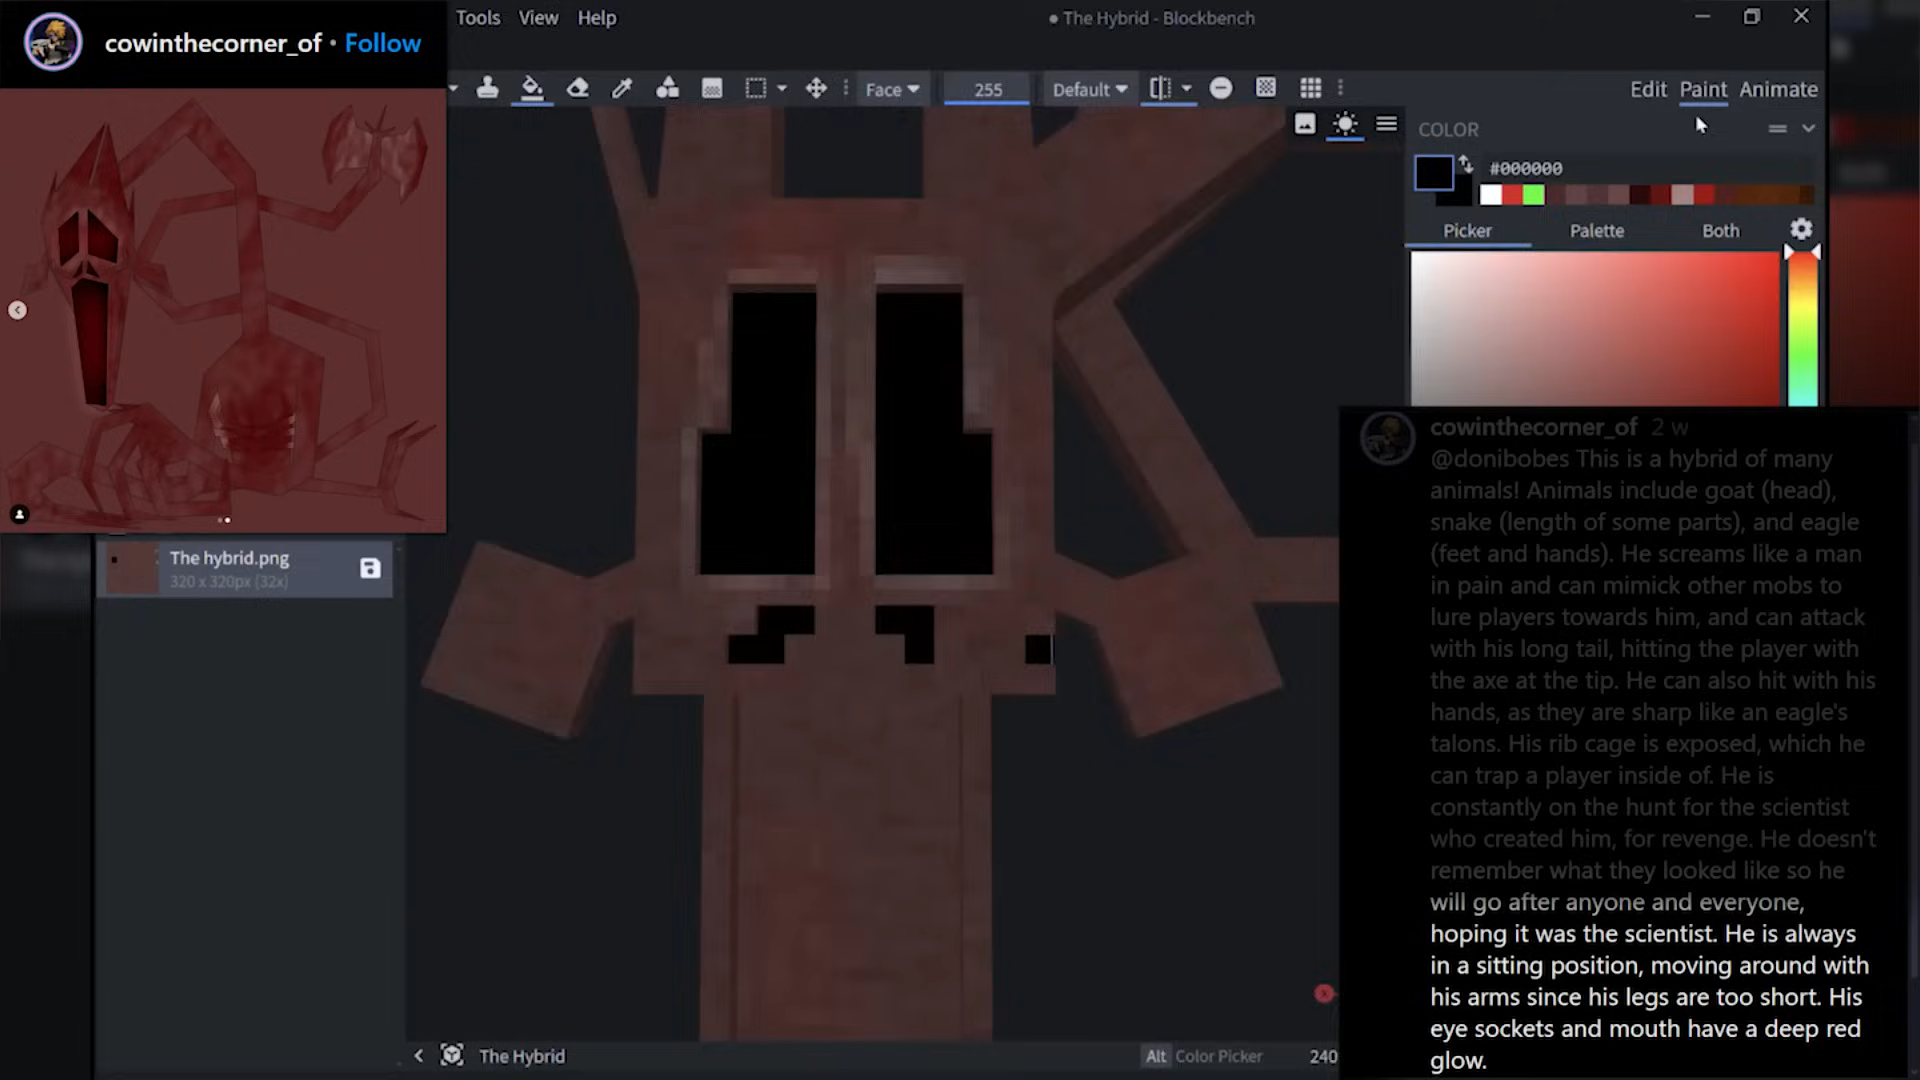 cowinthecorner_of • Follow
Tools View Help
The Hybrid - Blockbench
Face
255
Default
Edit Paint Animate
COLOR
#000000
Picker Palette Both
The hybrid.png
320 x 320px (32x)
cowinthecorner_of 2 w
@donibobes This is a hybrid of many
animals! Animals include goat (head),
snake (length of some parts), and eagle
(feet and hands). He screams like a man
in pain and can mimick other mobs to
lure players towards him, and can attack
with his long tail, hitting the player with
the axe at the tip. He can also hit with his
hands, as they are sharp like an eagle's
talons. His rib cage is exposed, which he
can trap a player inside of. He is
constantly on the hunt for the scientist
who created him, for revenge. He doesn't
remember what they looked like so he
will go after anyone and everyone,
hoping it was the scientist. He is always
in a sitting position, moving around with
his arms since his legs are too short. His
eye sockets and mouth have a deep red
glow.
The Hybrid
Alt Color Picker
240